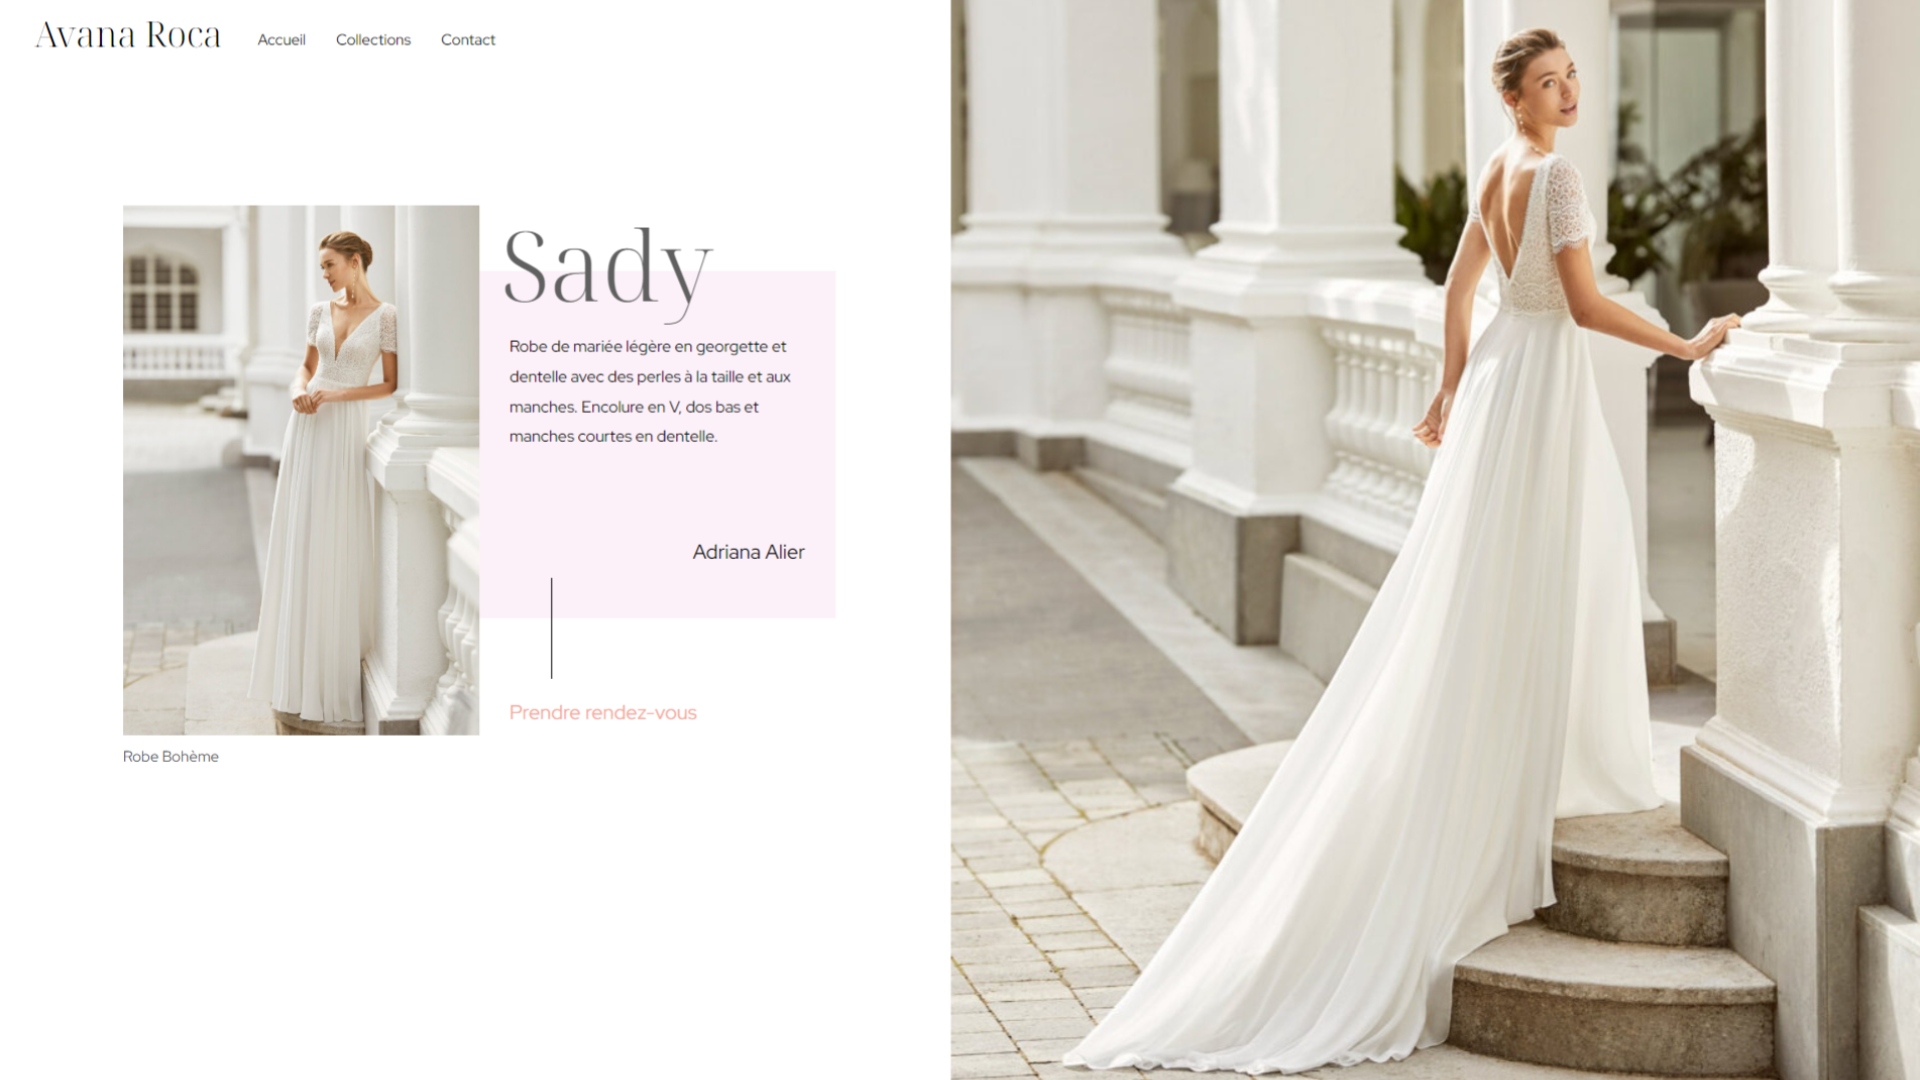 Avana Roca
Accueil
Collections
Contact
Sady
Robe de mariée légère en georgette et
dentelle avec des perles à la taille et aux
manches. Encolure en V, dos bas et
manches courtes en dentelle.
Adriana Alier
Prendre rendez-vous
Robe Bohème